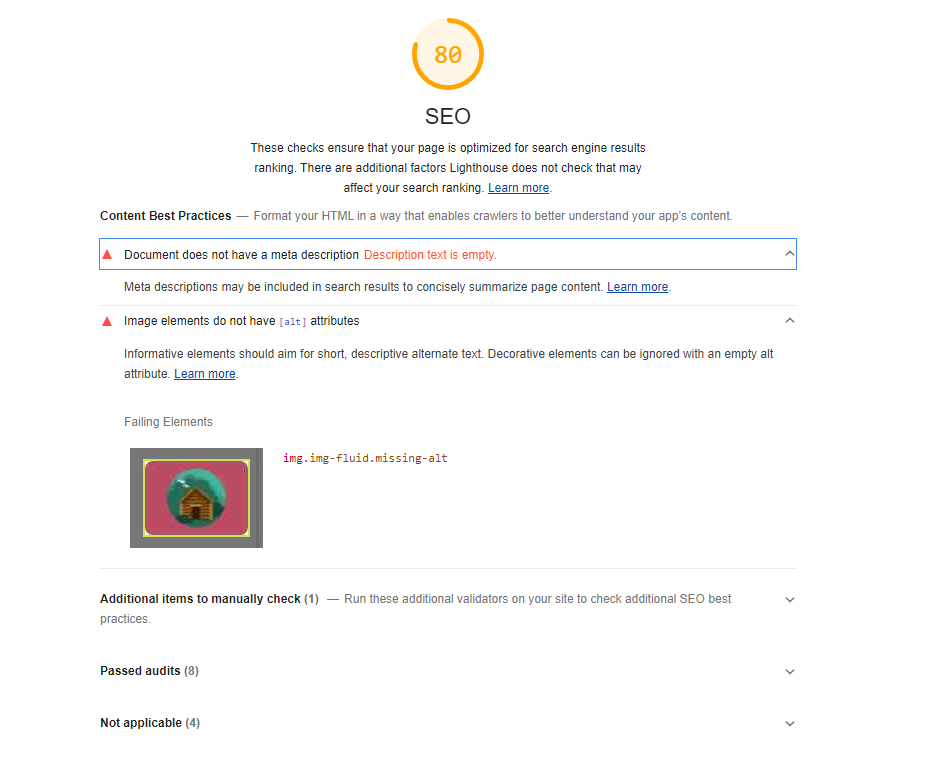 80
SEO
These checks ensure that your page is optimized for search engine results
ranking. There are additional factors Lighthouse does not check that may
affect your search ranking. Learn more.
Content Best Practices — Format your HTML in a way that enables crawlers to better understand your app's content.
Document does not have a meta description Description text is empty.
Meta descriptions may be included in search results to concisely summarize page content. Learn more.
Image elements do not have [alt] attributes
Informative elements should aim for short, descriptive alternate text. Decorative elements can be ignored with an empty alt
attribute. Learn more.
Failing Elements
img.img-fluid.missing-alt
Additional items to manually check (1) — Run these additional validators on your site to check additional SEO best
practices.
Passed audits (8)
Not applicable (4)